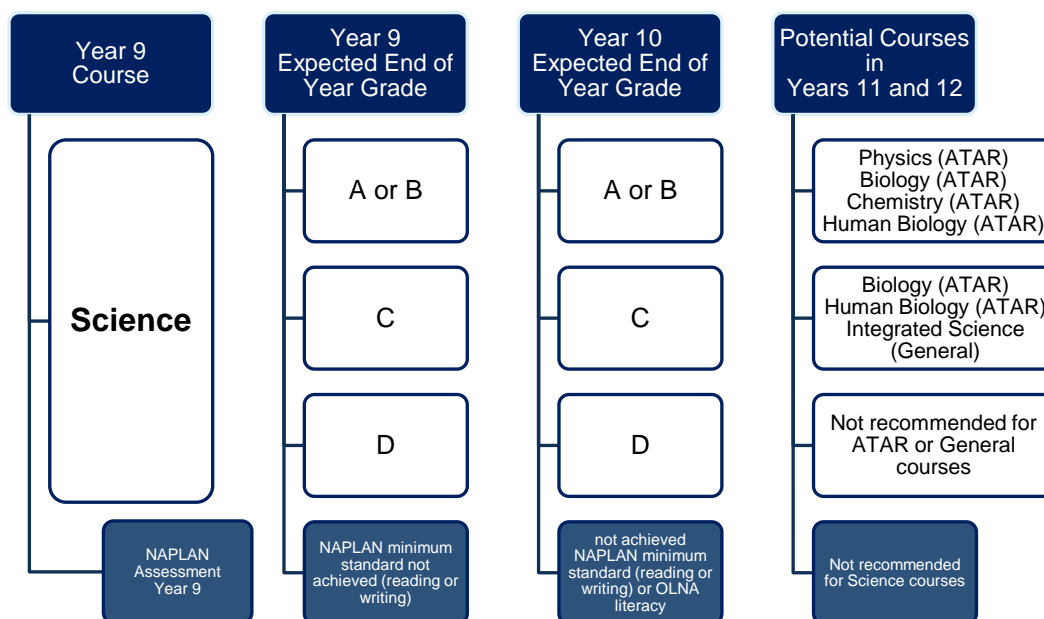 Year 9
Course
Year 9
Expected End of
Year Grade
Year 10
Expected End of
Year Grade
Potential Courses
in
Years 11 and 12
Science
A or B
A or B
Physics (ATAR)
Biology (ATAR)
Chemistry (ATAR)
Human Biology (ATAR)
C
C
Biology (ATAR)
Human Biology (ATAR)
Integrated Science
(General)
D
D
Not recommended for
ATAR or General
courses
NAPLAN
Assessment
Year 9
NAPLAN minimum
standard not
achieved (reading or
writing)
not achieved
NAPLAN minimum
standard (reading or
writing) or OLNA
literacy
Not recommended
for Science courses